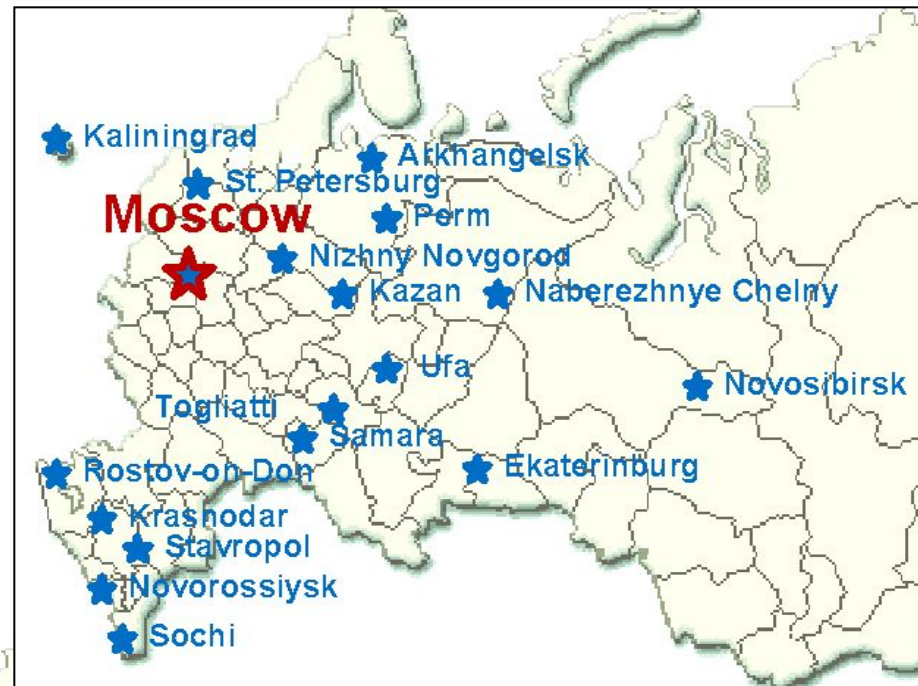 Kaliningrad
Arkhangelsk
St. Petersburg
Moscow
Perm
Nizhny Novgorod
Kazan
Naberezhnye Chelny
Ufa
Novosibirsk
Togliatti
Samara
Rostov-on-Don
Ekaterinburg
Krasnodar
Stavropol
Novorossiysk
Sochi